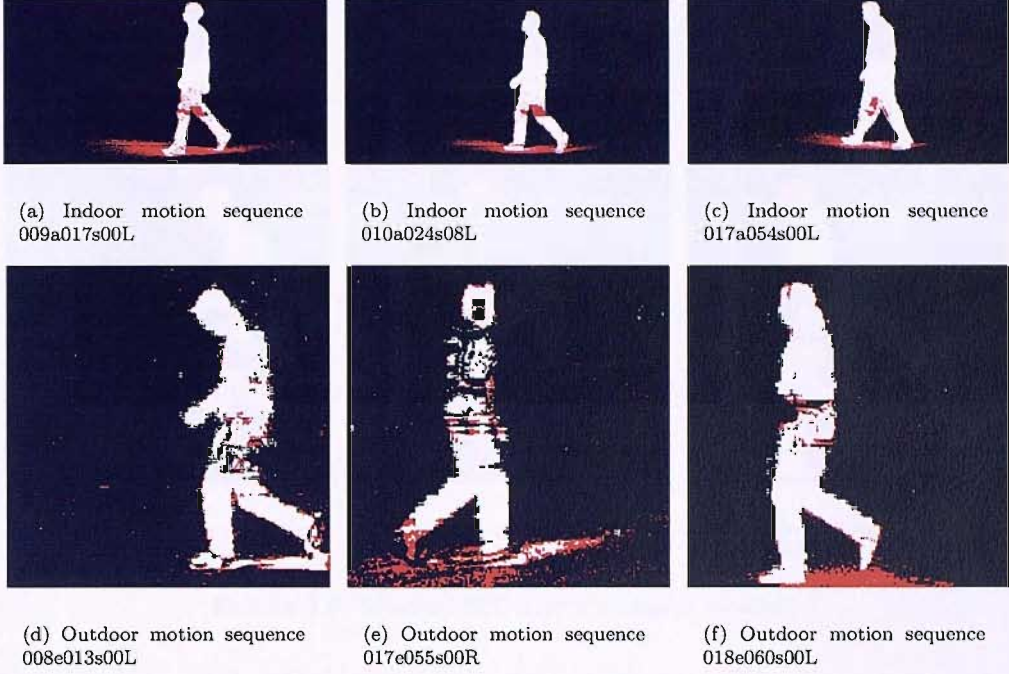 (a) Indoor motion sequence
009a017s00L
(b) Indoor motion sequence
010a024s08L
(c) Indoor motion sequence
017a054s00L
(d) Outdoor motion sequence
008e013s00L
(e) Outdoor motion sequence
017e055s00R
(f) Outdoor motion sequence
018e060s00L